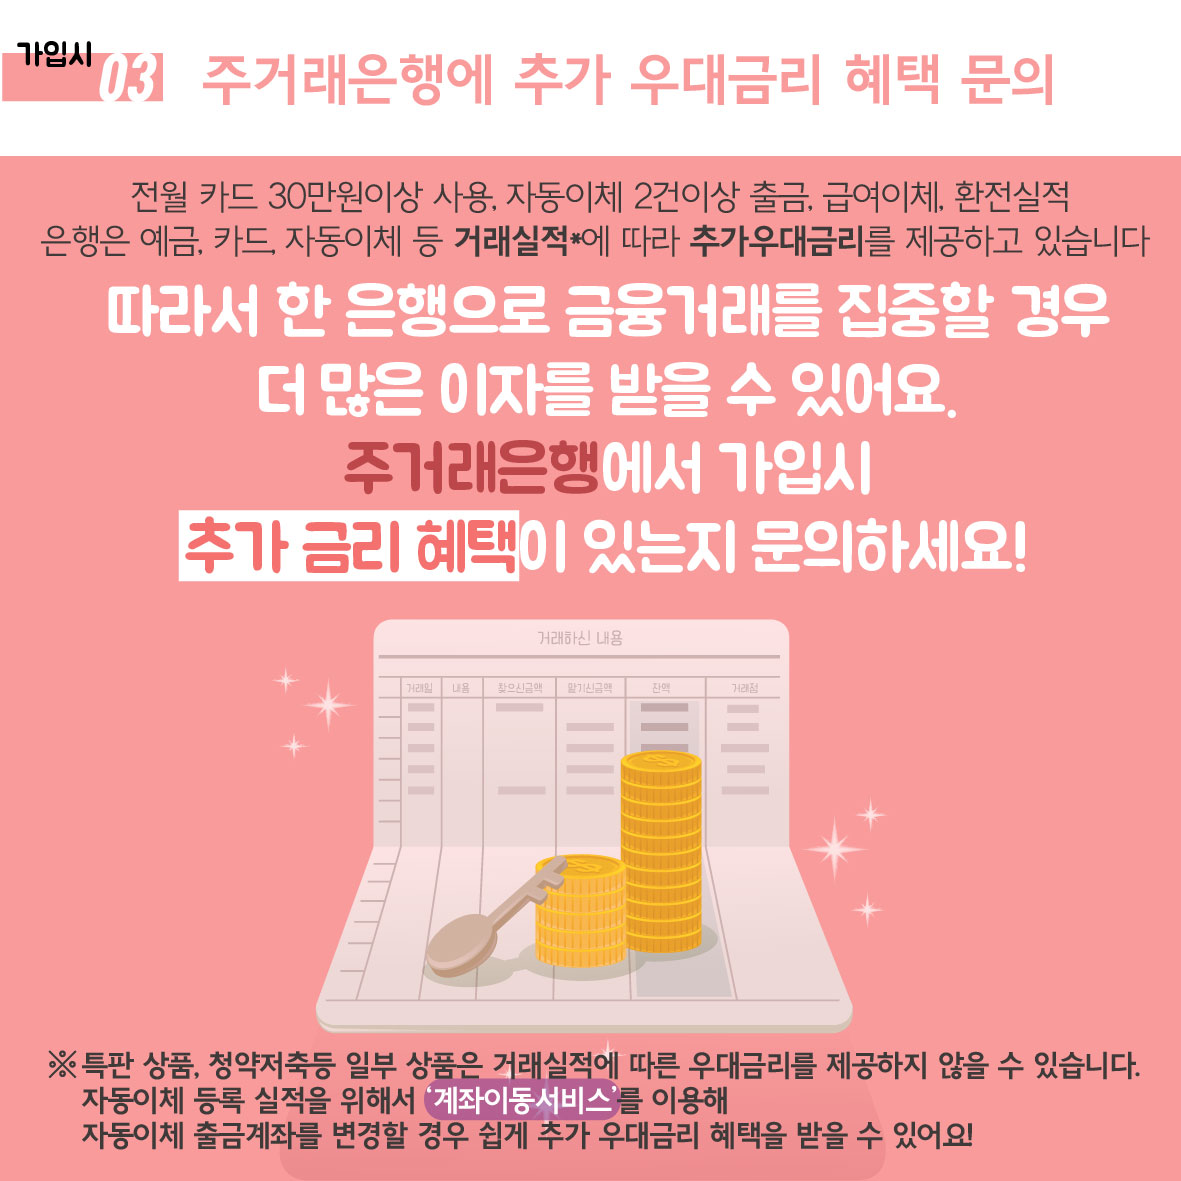 가입시
03 주거래은행에 추가 우대금리 혜택 문의
전월 카드 30만원이상 사용, 자동이체 2건이상 출금, 급여이체, 환전실적
은행은 예금, 카드, 자동이체 등 거래실적*에 따라 추가우대금리를 제공하고 있습니다
따라서 한 은행으로 금융거래를 집중할 경우
더 많은 이자를 받을 수 있어요.
주거래은행에서 가입시
추가 금리 혜택이 있는지 문의하세요!
거래하신 내용
거래일 내용 찾으신금액 맡기신금액 잔액 거래점
※ 특판 상품, 청약저축등 일부 상품은 거래실적에 따른 우대금리를 제공하지 않을 수 있습니다.
자동이체 등록 실적을 위해서 '계좌이동서비스'를 이용해
자동이체 출금계좌를 변경할 경우 쉽게 추가 우대금리 혜택을 받을 수 있어요!